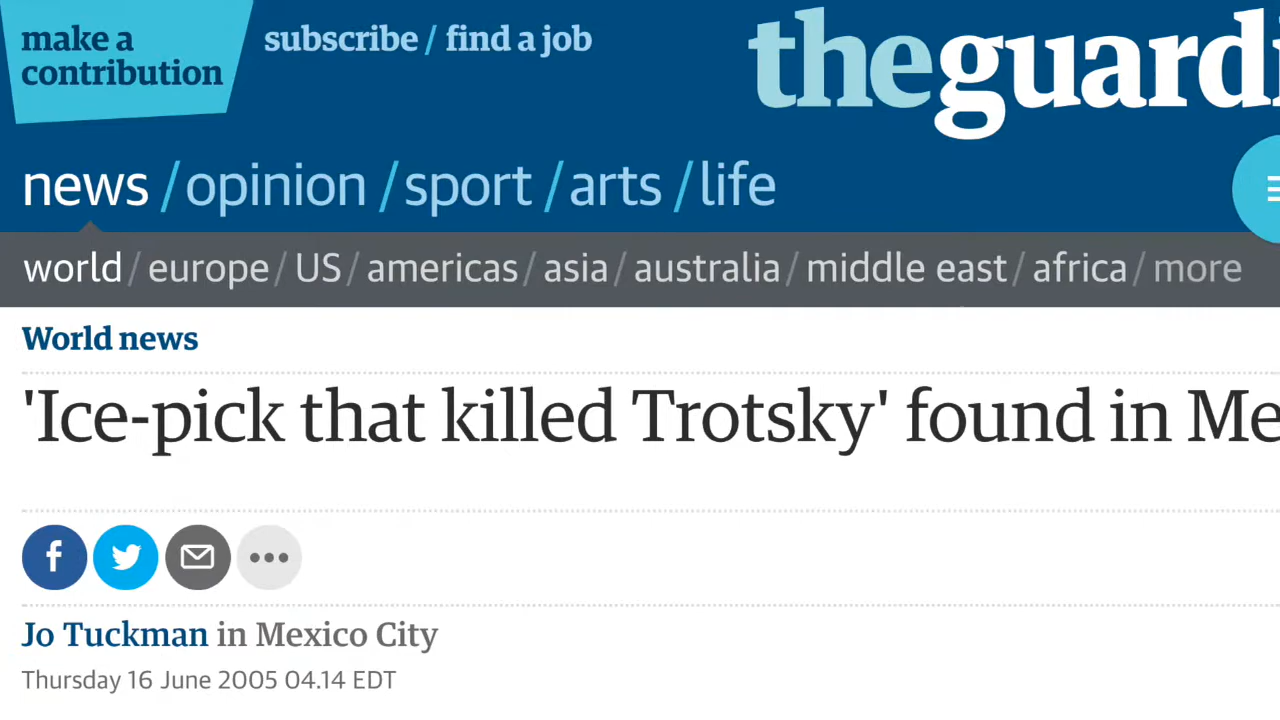 make a
contribution
subscribe / find a job
theguardi
news / opinion / sport / arts / life
world / europe / US / americas / asia / australia / middle east / africa / more
World news
'Ice-pick that killed Trotsky' found in Me
Jo Tuckman in Mexico City
Thursday 16 June 2005 04.14 EDT